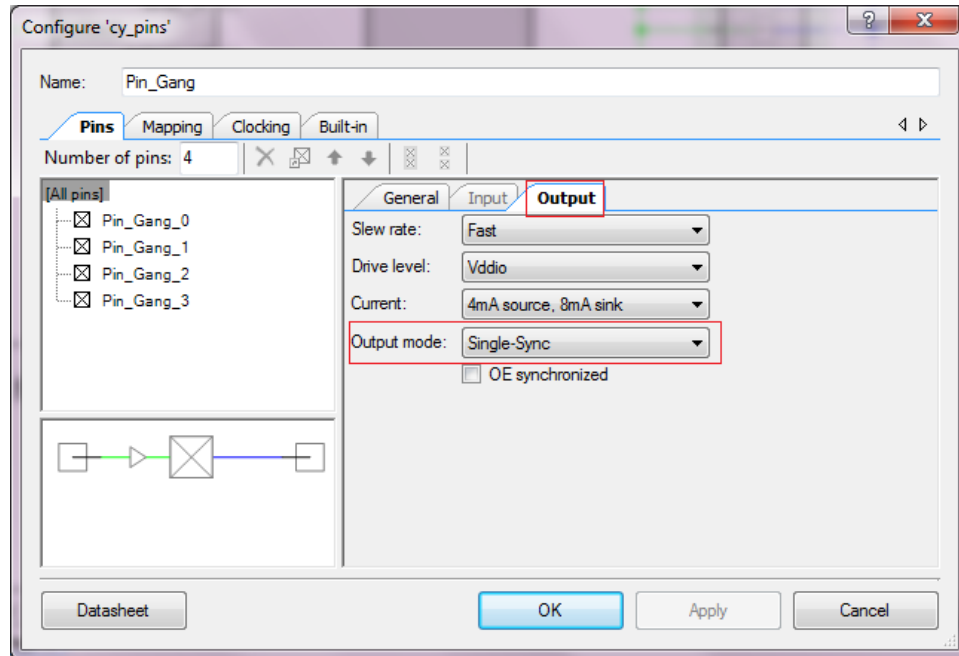 Configure 'cy_pins'
Name: Pin_Gang
Pins Mapping Clocking Built-in
Number of pins: 4
[All pins]
Pin_Gang_0
Pin_Gang_1
Pin_Gang_2
Pin_Gang_3
General Input Output
Slew rate: Fast
Drive level: Vddio
Current: 4mA source, 8mA sink
Output mode: Single-Sync
OE synchronized
Datasheet OK Apply Cancel